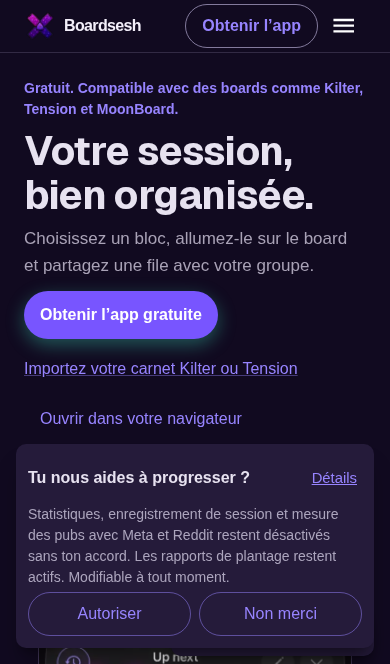 Boardsesh
Obtenir l’app
Gratuit. Compatible avec des boards comme Kilter,
Tension et MoonBoard.
Votre session,
bien organisée.
Choisissez un bloc, allumez-le sur le board
et partagez une file avec votre groupe.
Obtenir l’app gratuite
Importez votre carnet Kilter ou Tension
Ouvrir dans votre navigateur
Tu nous aides à progresser ?
Détails
Statistiques, enregistrement de session et mesure
des pubs avec Meta et Reddit restent désactivés
sans ton accord. Les rapports de plantage restent
actifs. Modifiable à tout moment.
Autoriser
Non merci
Up next